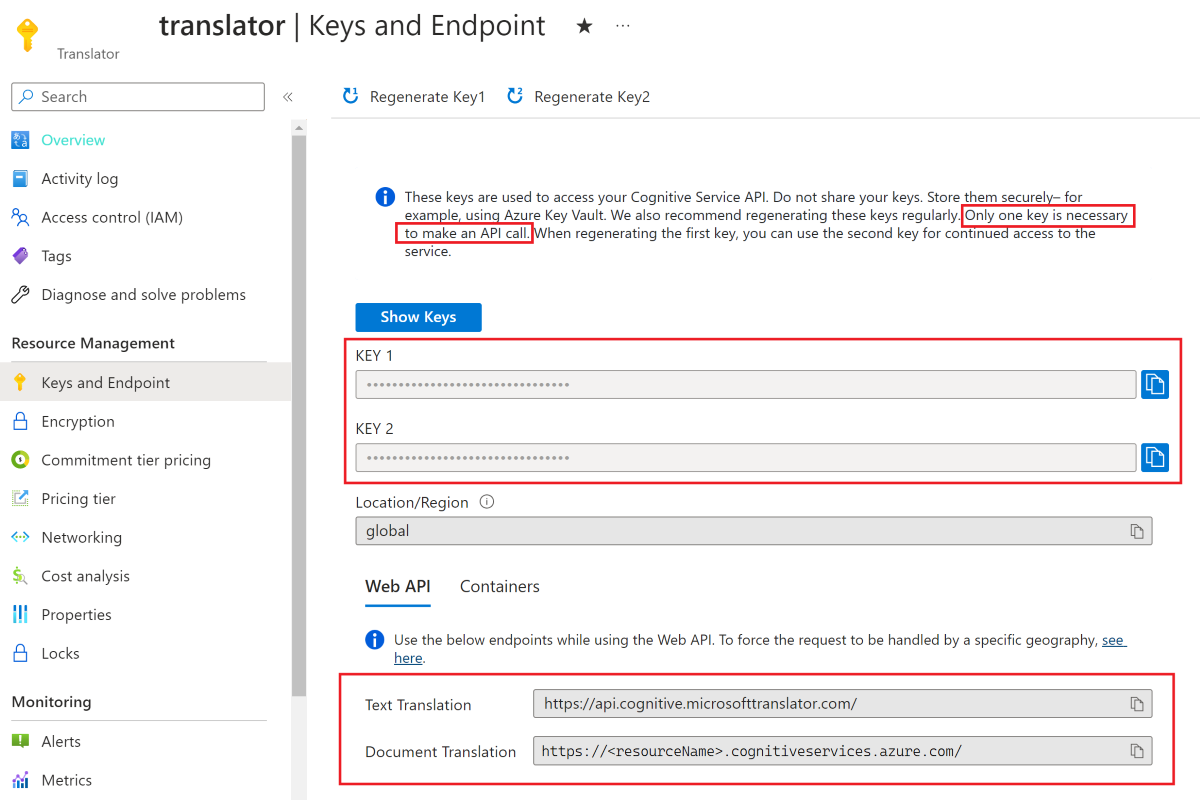 translator | Keys and Endpoint
Translator
Search
Overview
Activity log
Access control (IAM)
Tags
Diagnose and solve problems
Resource Management
Keys and Endpoint
Encryption
Commitment tier pricing
Pricing tier
Networking
Cost analysis
Properties
Locks
Monitoring
Alerts
Metrics
Regenerate Key1
Regenerate Key2
These keys are used to access your Cognitive Service API. Do not share your keys. Store them securely– for
example, using Azure Key Vault. We also recommend regenerating these keys regularly. Only one key is necessary
to make an API call. When regenerating the first key, you can use the second key for continued access to the
service.
Show Keys
KEY 1
KEY 2
Location/Region
global
Web API
Containers
Use the below endpoints while using the Web API. To force the request to be handled by a specific geography, see
here.
Text Translation
https://api.cognitive.microsofttranslator.com/
Document Translation
https://<resourceName>.cognitiveservices.azure.com/